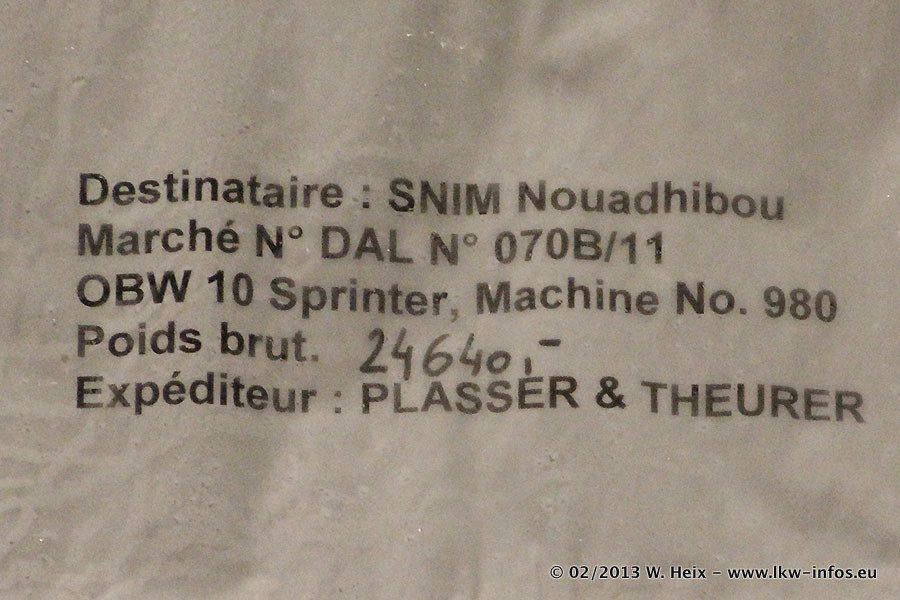 Destinataire : SNIM Nouadhibou
Marché N° DAL N° 070B/11
OBW 10 Sprinter, Machine No. 980
Poids brut. 24640,-
Expéditeur : PLASSER & THEURER
© 02/2013 W. Heix - www.lkw-infos.eu